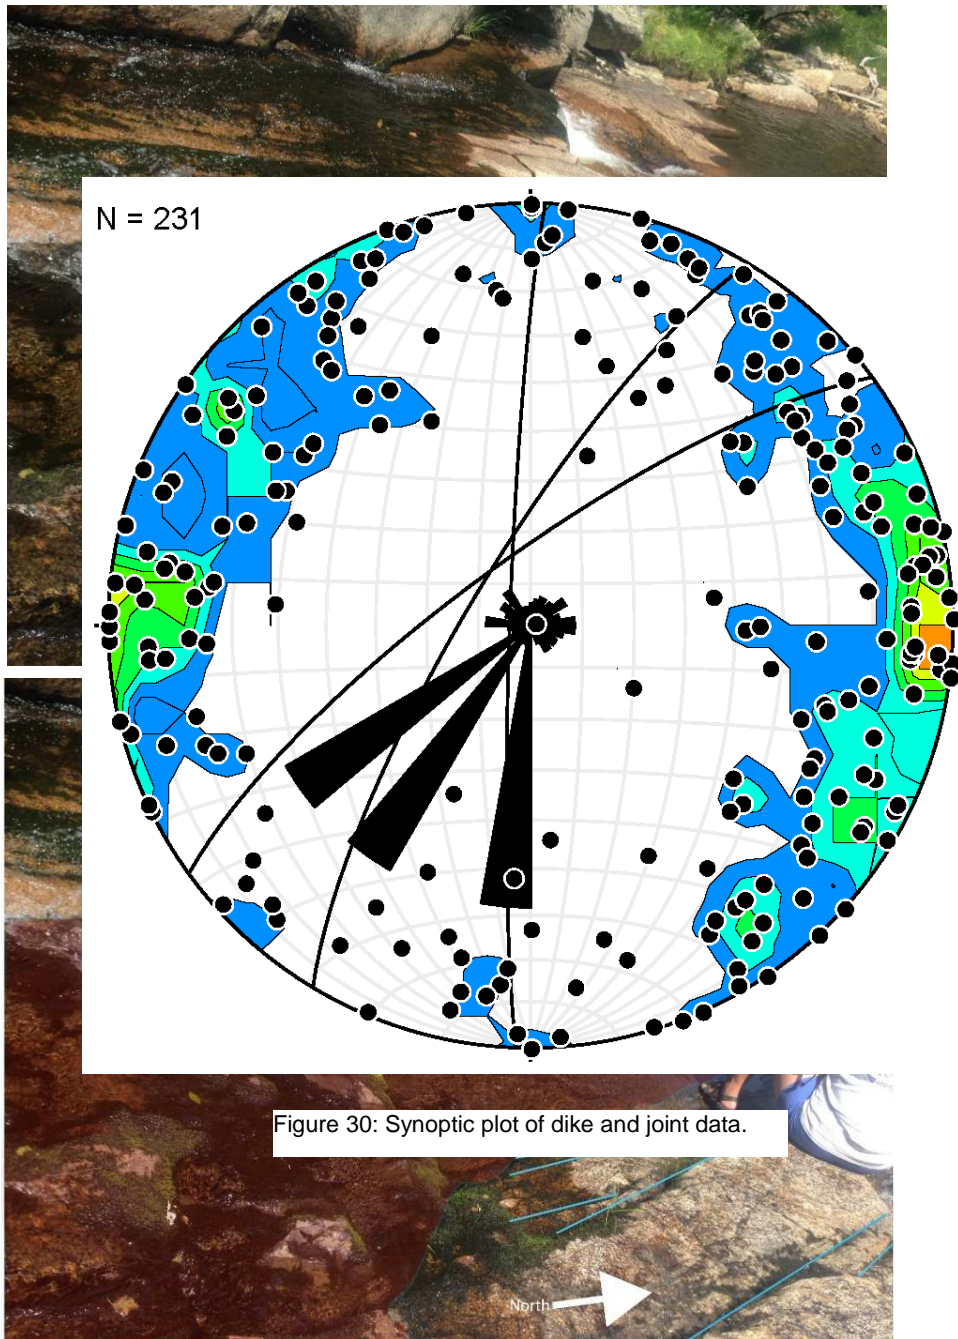 N = 231
Figure 30: Synoptic plot of dike and joint data.
North